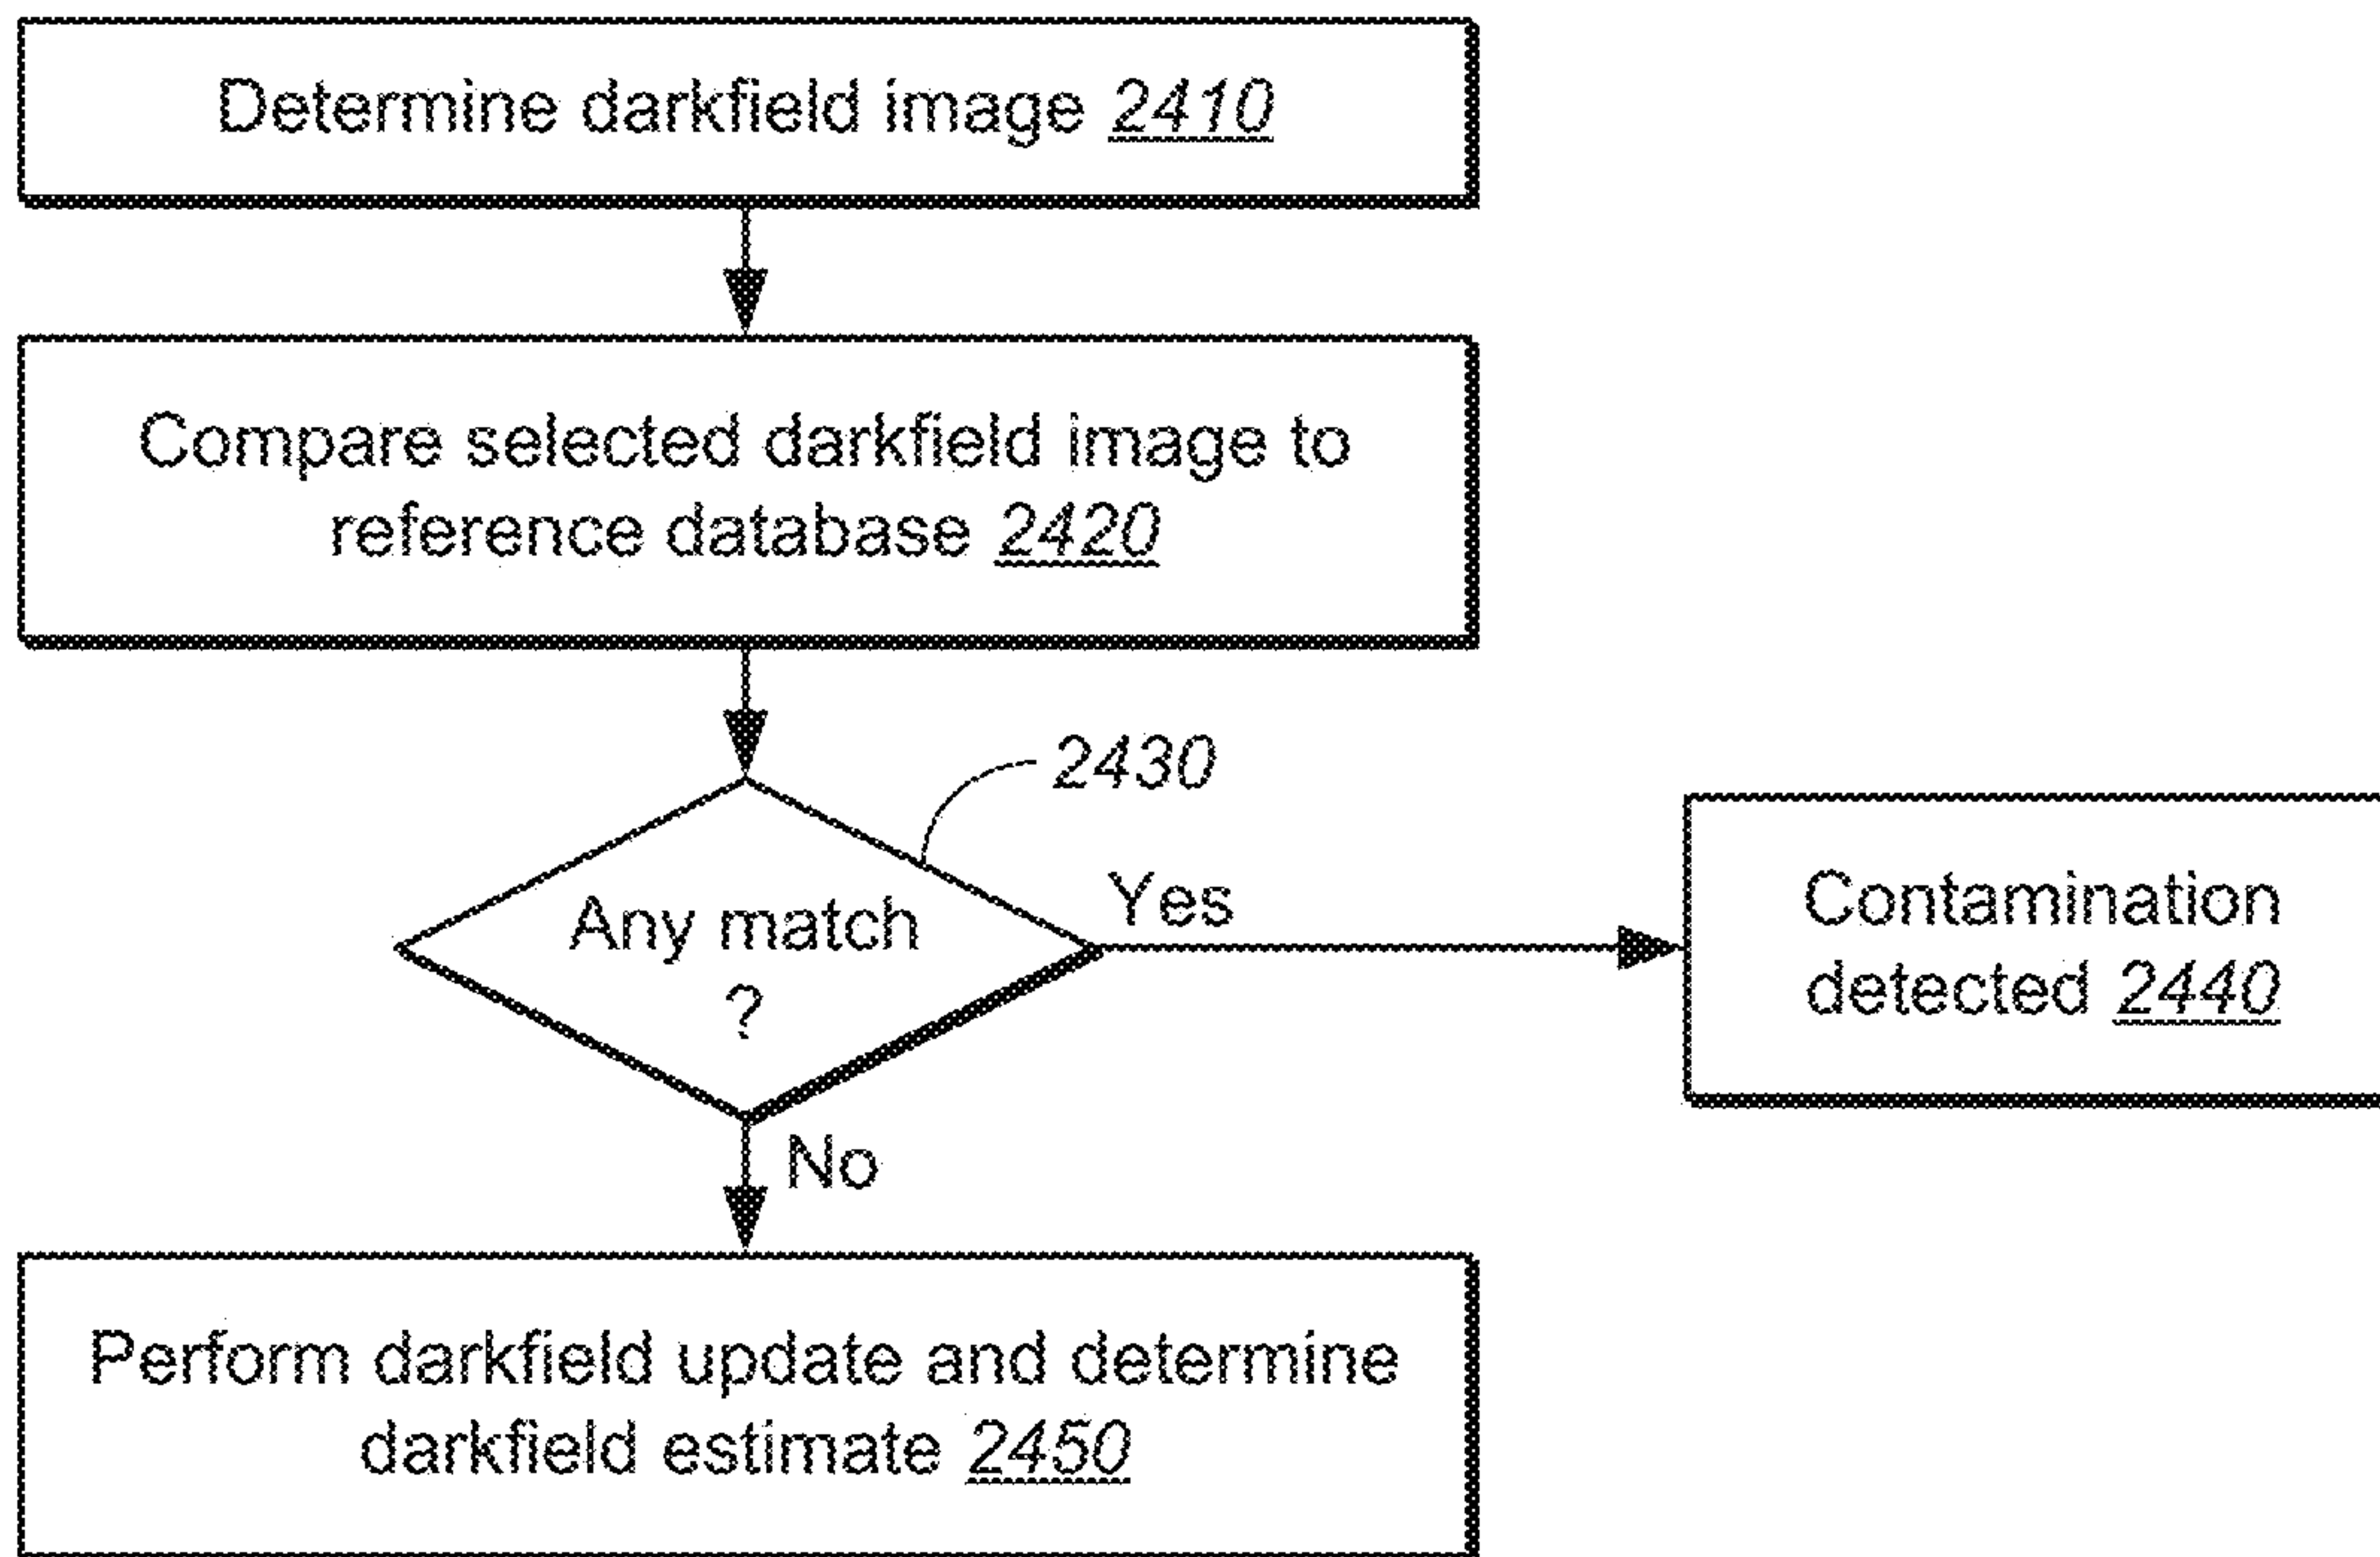 Determine darkfield image 2410
Compare selected darkfield image to
reference database 2420
2430
Any match
?
Yes
Contamination
detected 2440
No
Perform darkfield update and determine
darkfield estimate 2450